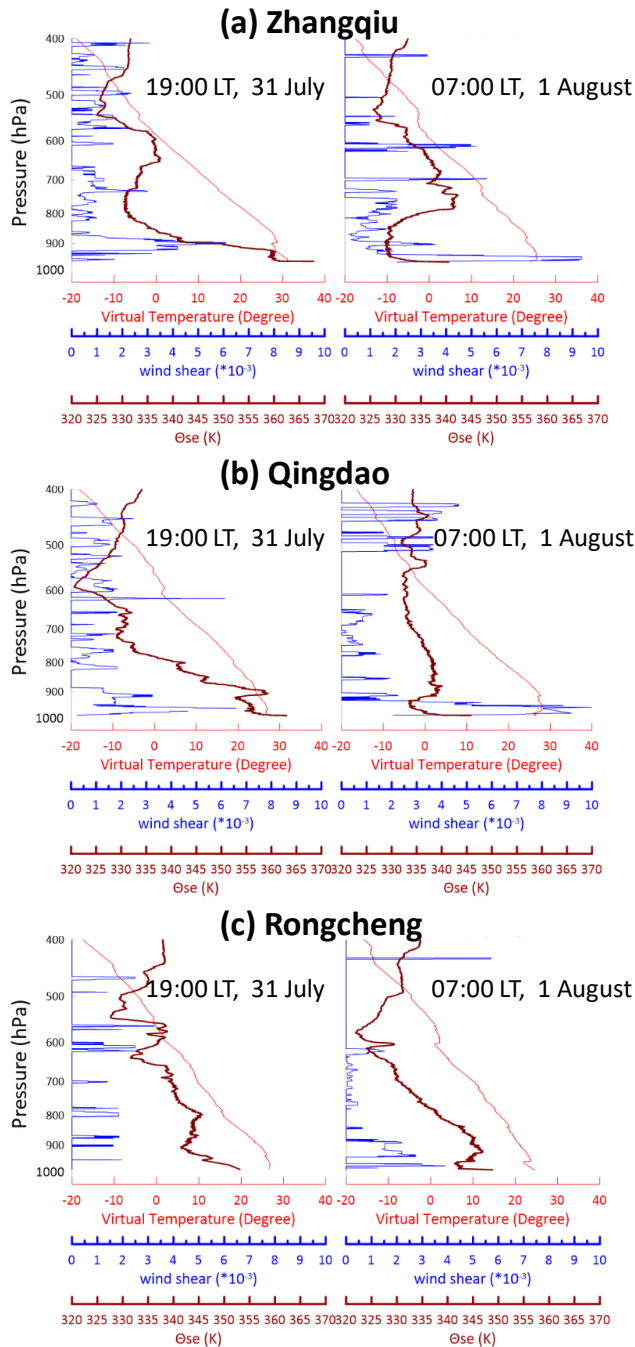 (a) Zhangqiu
19:00 LT, 31 July
07:00 LT, 1 August
Pressure (hPa)
400
500
600
700
800
900
1000
-20 -10 0 10 20 30 40
-20 -10 0 10 20 30 40
Virtual Temperature (Degree)
Virtual Temperature (Degree)
0 1 2 3 4 5 6 7 8 9 10
0 1 2 3 4 5 6 7 8 9 10
wind shear (*10-3)
wind shear (*10-3)
320 325 330 335 340 345 350 355 360 365 370
320 325 330 335 340 345 350 355 360 365 370
Θse (K)
Θse (K)
(b) Qingdao
19:00 LT, 31 July
07:00 LT, 1 August
Pressure (hPa)
400
500
600
700
800
900
1000
-20 -10 0 10 20 30 40
-20 -10 0 10 20 30 40
Virtual Temperature (Degree)
Virtual Temperature (Degree)
0 1 2 3 4 5 6 7 8 9 10
0 1 2 3 4 5 6 7 8 9 10
wind shear (*10-3)
wind shear (*10-3)
320 325 330 335 340 345 350 355 360 365 370
320 325 330 335 340 345 350 355 360 365 370
Θse (K)
Θse (K)
(c) Rongcheng
19:00 LT, 31 July
07:00 LT, 1 August
Pressure (hPa)
400
500
600
700
800
900
1000
-20 -10 0 10 20 30 40
-20 -10 0 10 20 30 40
Virtual Temperature (Degree)
Virtual Temperature (Degree)
0 1 2 3 4 5 6 7 8 9 10
0 1 2 3 4 5 6 7 8 9 10
wind shear (*10-3)
wind shear (*10-3)
320 325 330 335 340 345 350 355 360 365 370
320 325 330 335 340 345 350 355 360 365 370
Θse (K)
Θse (K)